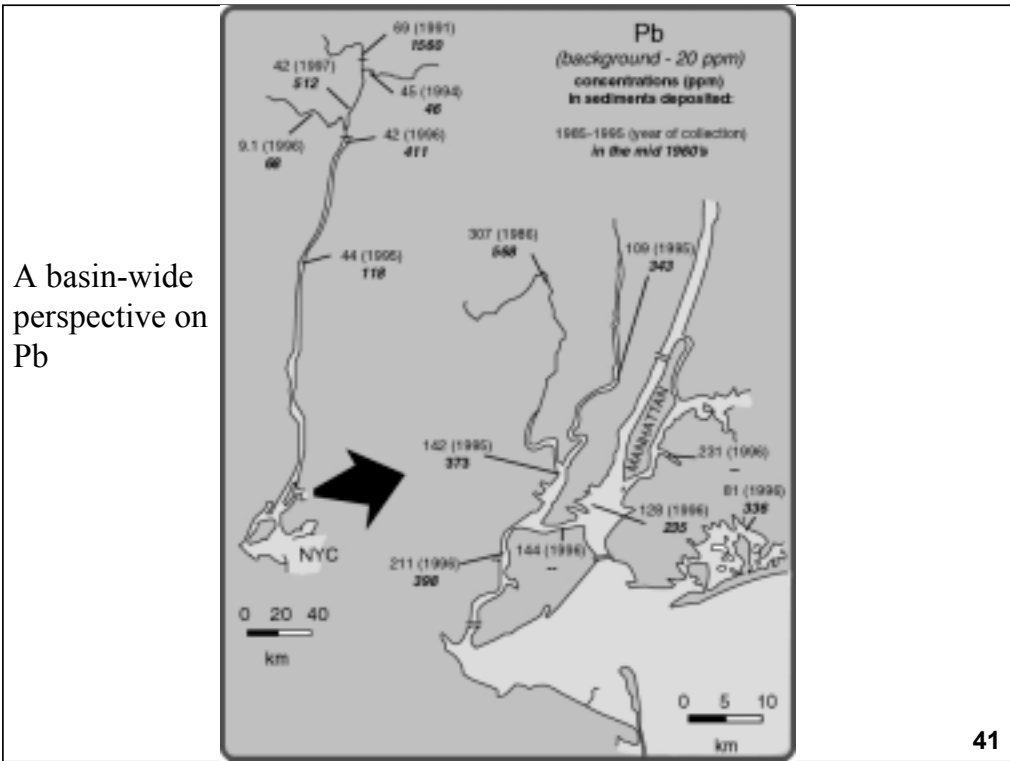 A basin-wide
perspective on
Pb
Pb
(background - 20 ppm)
concentrations (ppm)
in sediments deposited:
1985-1995 (year of collection)
in the mid 1960's
69 (1991)
1560
42 (1997)
512
45 (1994)
46
9.1 (1996)
68
42 (1996)
411
44 (1995)
118
307 (1986)
568
109 (1995)
343
MANHATTAN
142 (1995)
373
231 (1996)
--
81 (1996)
336
128 (1996)
235
144 (1996)
--
211 (1996)
398
NYC
0 20 40
km
0 5 10
km
41